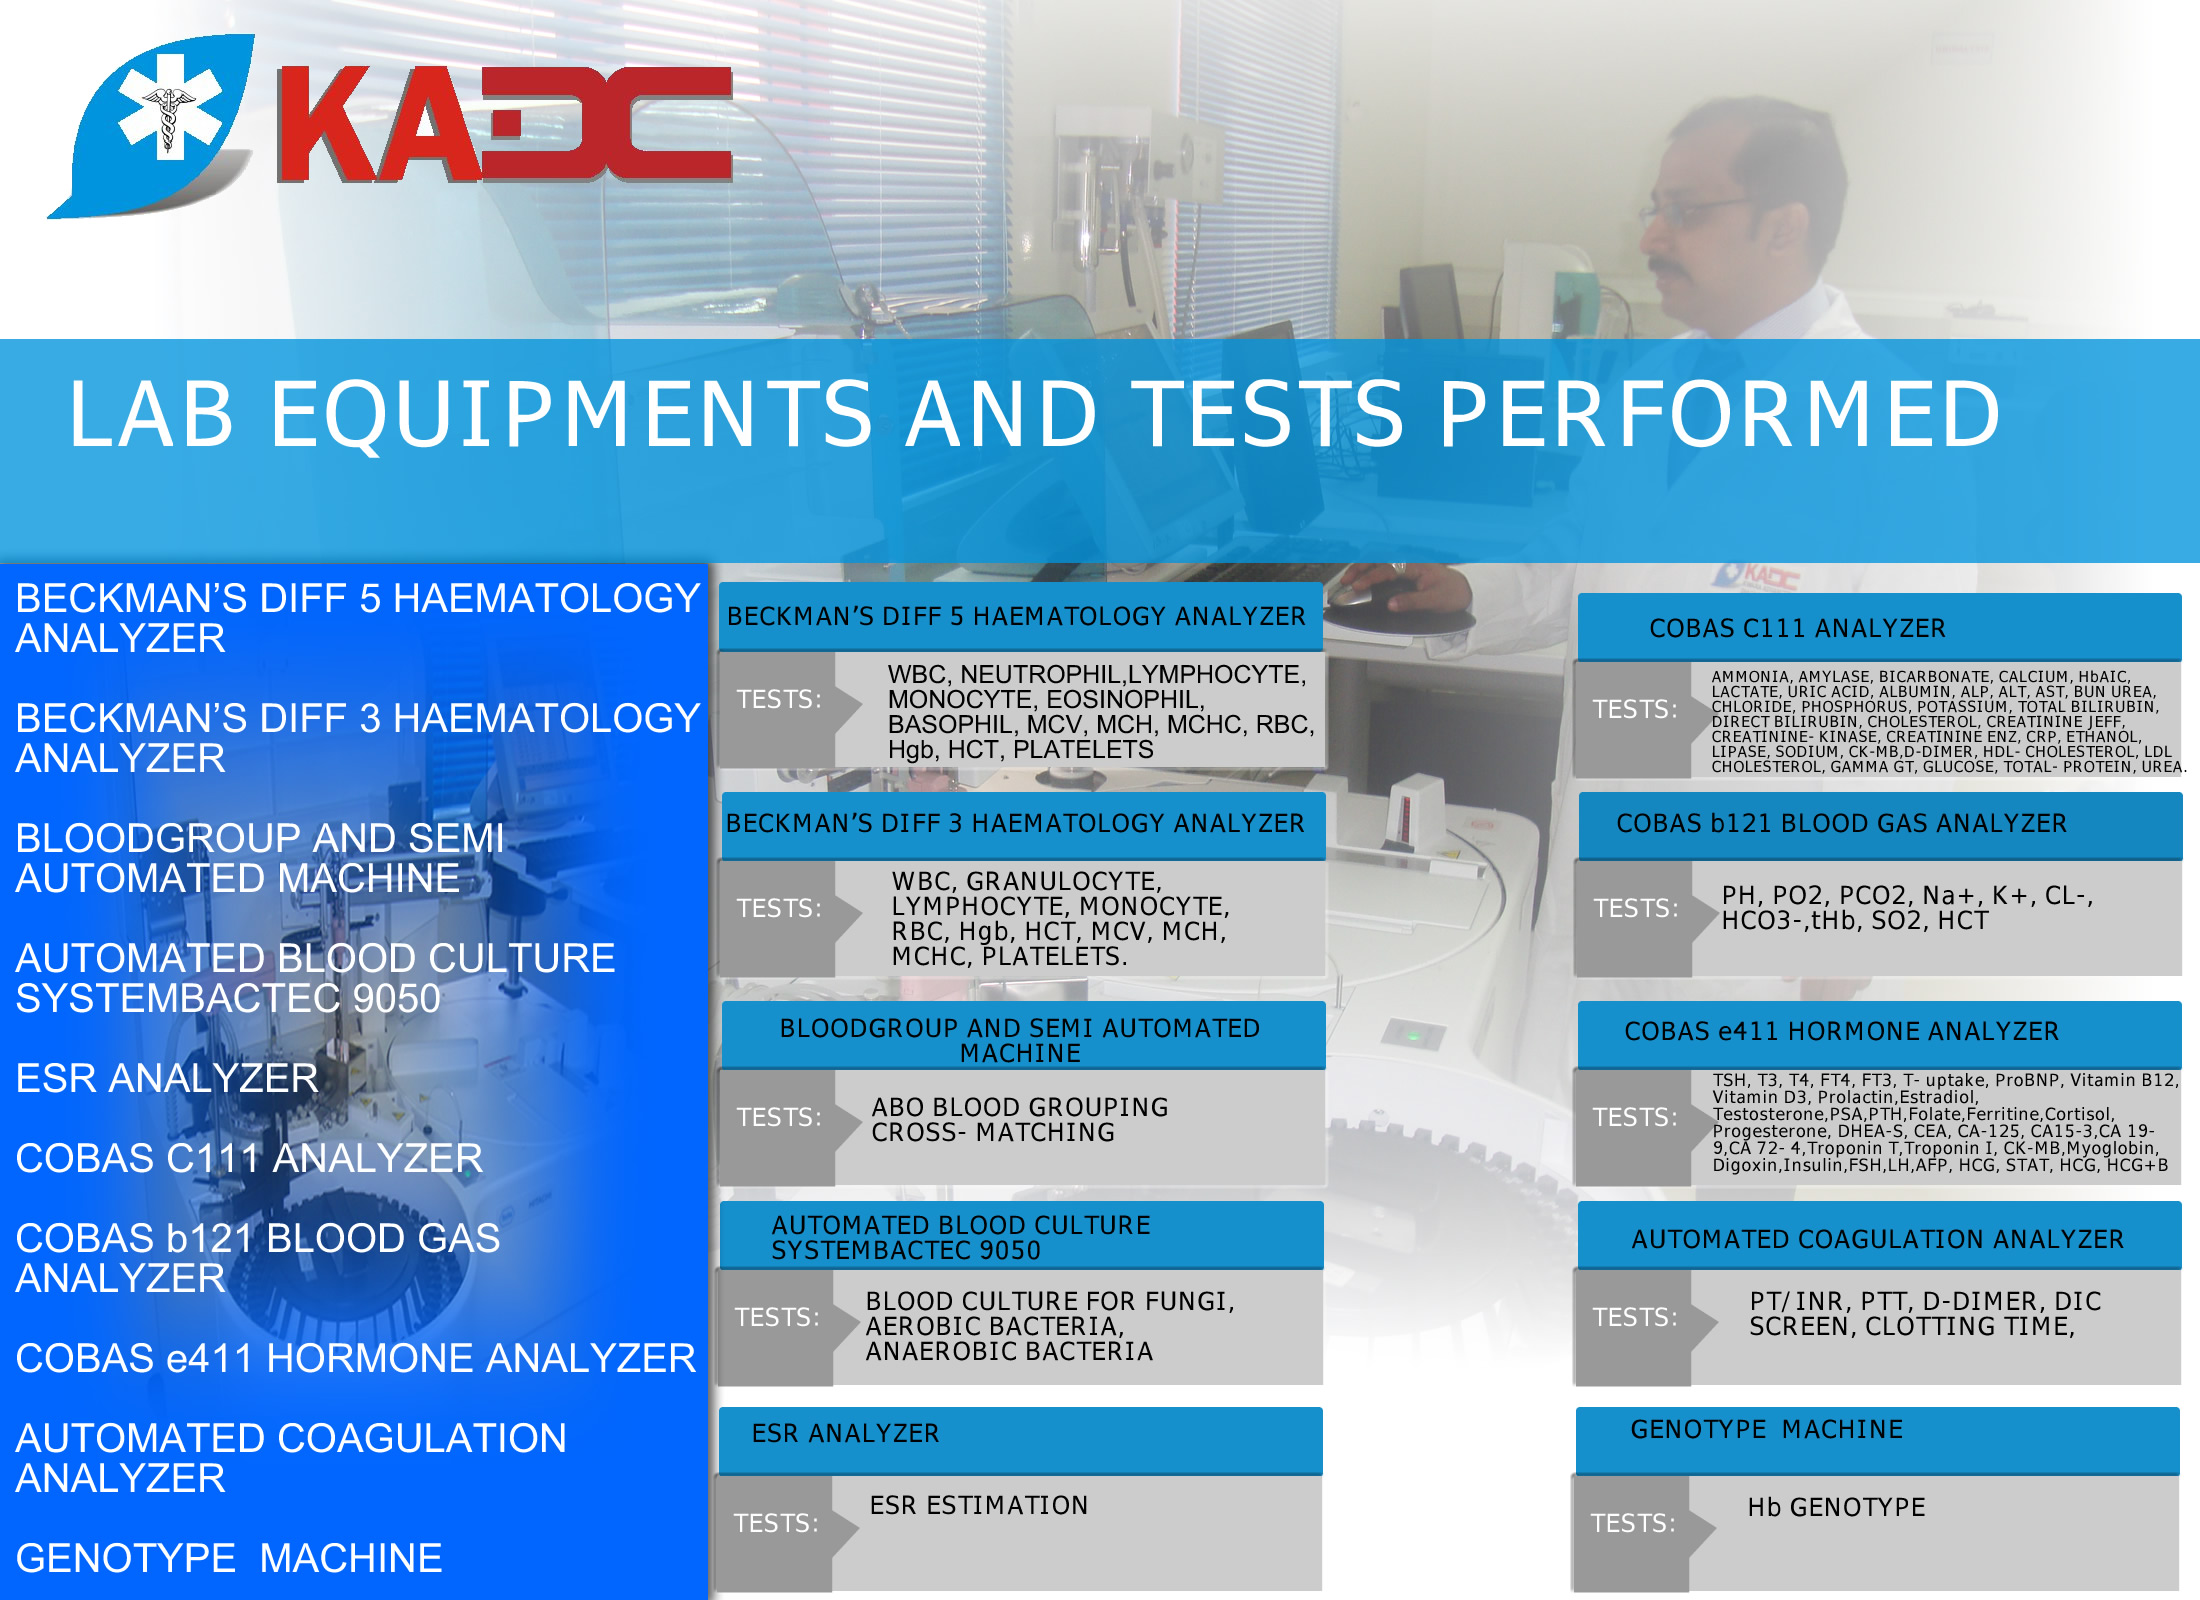 KADC
LAB EQUIPMENTS AND TESTS PERFORMED
BECKMAN’S DIFF 5 HAEMATOLOGY
ANALYZER
BECKMAN’S DIFF 3 HAEMATOLOGY
ANALYZER
BLOODGROUP AND SEMI
AUTOMATED MACHINE
AUTOMATED BLOOD CULTURE
SYSTEMBACTEC 9050
ESR ANALYZER
COBAS C111 ANALYZER
COBAS b121 BLOOD GAS
ANALYZER
COBAS e411 HORMONE ANALYZER
AUTOMATED COAGULATION
ANALYZER
GENOTYPE  MACHINE
BECKMAN’S DIFF 5 HAEMATOLOGY ANALYZER
TESTS:
WBC, NEUTROPHIL,LYMPHOCYTE,
MONOCYTE, EOSINOPHIL,
BASOPHIL, MCV, MCH, MCHC, RBC,
Hgb, HCT, PLATELETS
BECKMAN’S DIFF 3 HAEMATOLOGY ANALYZER
TESTS:
WBC, GRANULOCYTE,
LYMPHOCYTE, MONOCYTE,
RBC, Hgb, HCT, MCV, MCH,
MCHC, PLATELETS.
BLOODGROUP AND SEMI AUTOMATED
MACHINE
TESTS:
ABO BLOOD GROUPING
CROSS- MATCHING
AUTOMATED BLOOD CULTURE
SYSTEMBACTEC 9050
TESTS:
BLOOD CULTURE FOR FUNGI,
AEROBIC BACTERIA,
ANAEROBIC BACTERIA
ESR ANALYZER
TESTS:
ESR ESTIMATION
KADC
COBAS C111 ANALYZER
TESTS:
AMMONIA, AMYLASE, BICARBONATE, CALCIUM, HbAIC,
LACTATE, URIC ACID, ALBUMIN, ALP, ALT, AST, BUN UREA,
CHLORIDE, PHOSPHORUS, POTASSIUM, TOTAL BILIRUBIN,
DIRECT BILIRUBIN, CHOLESTEROL, CREATININE JEFF,
CREATININE- KINASE, CREATININE ENZ, CRP, ETHANOL,
LIPASE, SODIUM, CK-MB,D-DIMER, HDL- CHOLESTEROL, LDL
CHOLESTEROL, GAMMA GT, GLUCOSE, TOTAL- PROTEIN, UREA.
COBAS b121 BLOOD GAS ANALYZER
TESTS:
PH, PO2, PCO2, Na+, K+, CL-,
HCO3-,tHb, SO2, HCT
COBAS e411 HORMONE ANALYZER
TESTS:
TSH, T3, T4, FT4, FT3, T- uptake, ProBNP, Vitamin B12,
Vitamin D3, Prolactin,Estradiol,
Testosterone,PSA,PTH,Folate,Ferritine,Cortisol,
Progesterone, DHEA-S, CEA, CA-125, CA15-3,CA 19-
9,CA 72- 4,Troponin T,Troponin I, CK-MB,Myoglobin,
Digoxin,Insulin,FSH,LH,AFP, HCG, STAT, HCG, HCG+B
AUTOMATED COAGULATION ANALYZER
TESTS:
PT/INR, PTT, D-DIMER, DIC
SCREEN, CLOTTING TIME,
GENOTYPE  MACHINE
TESTS:
Hb GENOTYPE